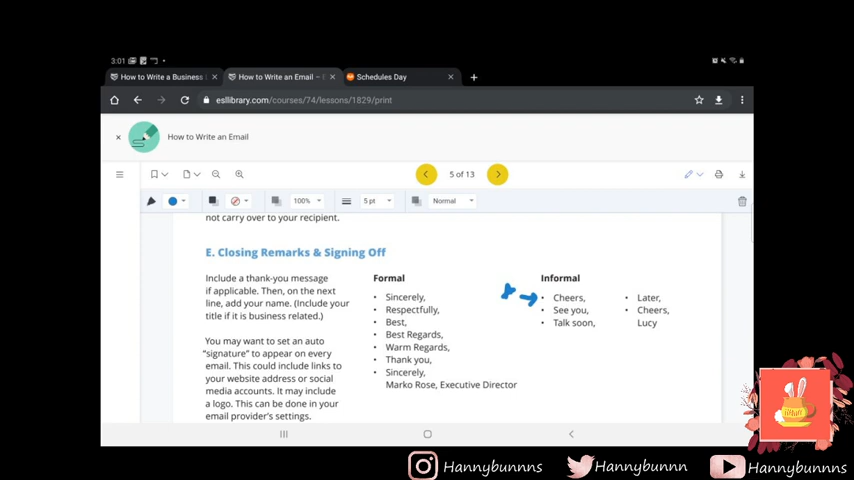 3:01
How to Write a Business
How to Write an Email –
Schedules Day
esllibrary.com/courses/74/lessons/1829/print
How to Write an Email
5 of 13
100%
5 pt
Normal
not carry over to your recipient.
E. Closing Remarks & Signing Off
Include a thank-you message
if applicable. Then, on the next
line, add your name. (Include your
title if it is business related.)
You may want to set an auto
“signature” to appear on every
email. This could include links to
your website address or social
media accounts. It may include
a logo. This can be done in your
email provider’s settings.
Formal
• Sincerely,
• Respectfully,
• Best,
• Best Regards,
• Warm Regards,
• Thank you,
• Sincerely,
Marko Rose, Executive Director
Informal
• Cheers,
• See you,
• Talk soon,
• Later,
• Cheers,
Lucy
Hannybunnns
Hannybunnn
Hannybunnns